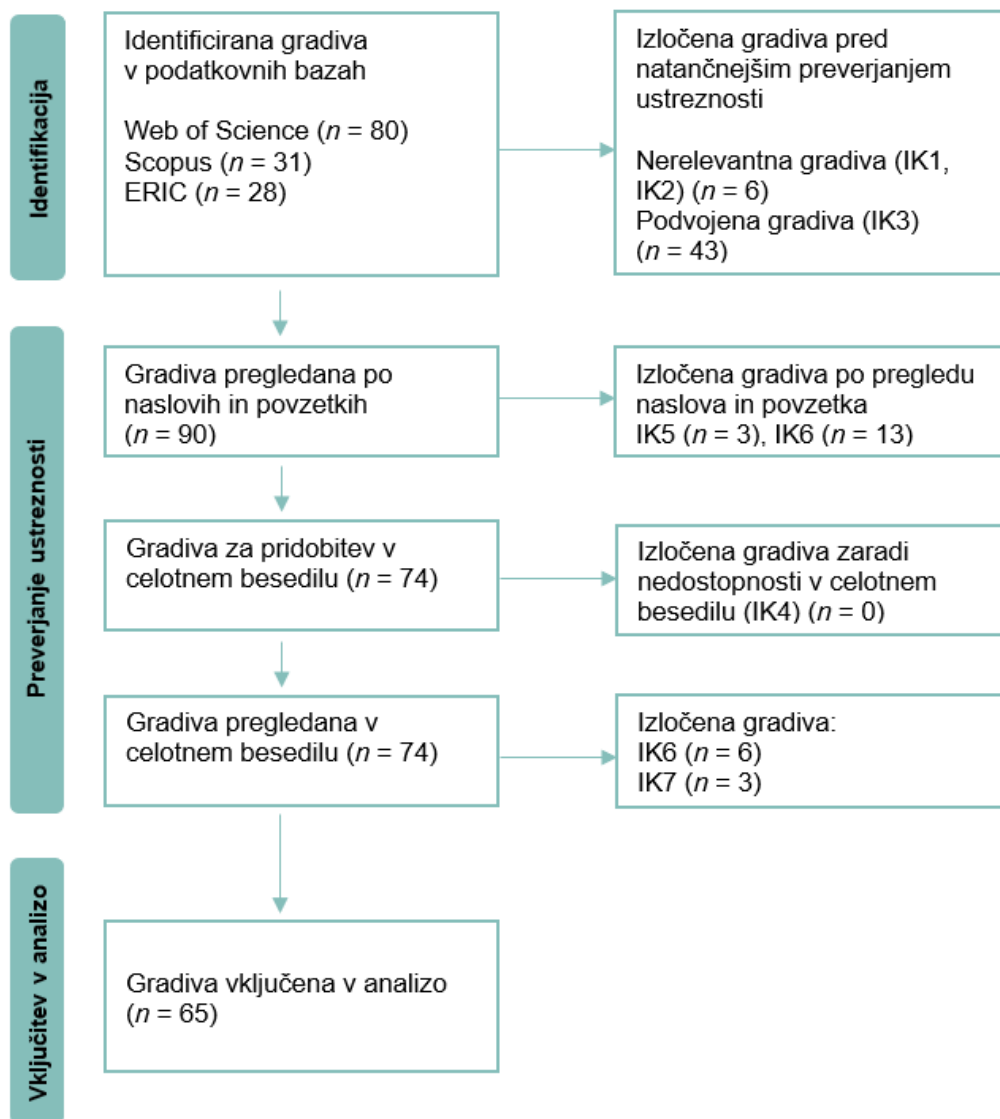 Identifikacija
Identificirana gradiva
v podatkovnih bazah
Web of Science (n = 80)
Scopus (n = 31)
ERIC (n = 28)
Izločena gradiva pred
natančnejšim preverjanjem
ustreznosti
Nerelevantna gradiva (IK1,
IK2) (n = 6)
Podvojena gradiva (IK3)
(n = 43)
Preverjanje ustreznosti
Gradiva pregledana po
naslovih in povzetkih
(n = 90)
Izločena gradiva po pregledu
naslova in povzetka
IK5 (n = 3), IK6 (n = 13)
Gradiva za pridobitev v
celotnem besedilu (n = 74)
Izločena gradiva zaradi
nedostopnosti v celotnem
besedilu (IK4) (n = 0)
Gradiva pregledana v
celotnem besedilu (n = 74)
Izločena gradiva:
IK6 (n = 6)
IK7 (n = 3)
Vključitev v analizo
Gradiva vključena v analizo
(n = 65)